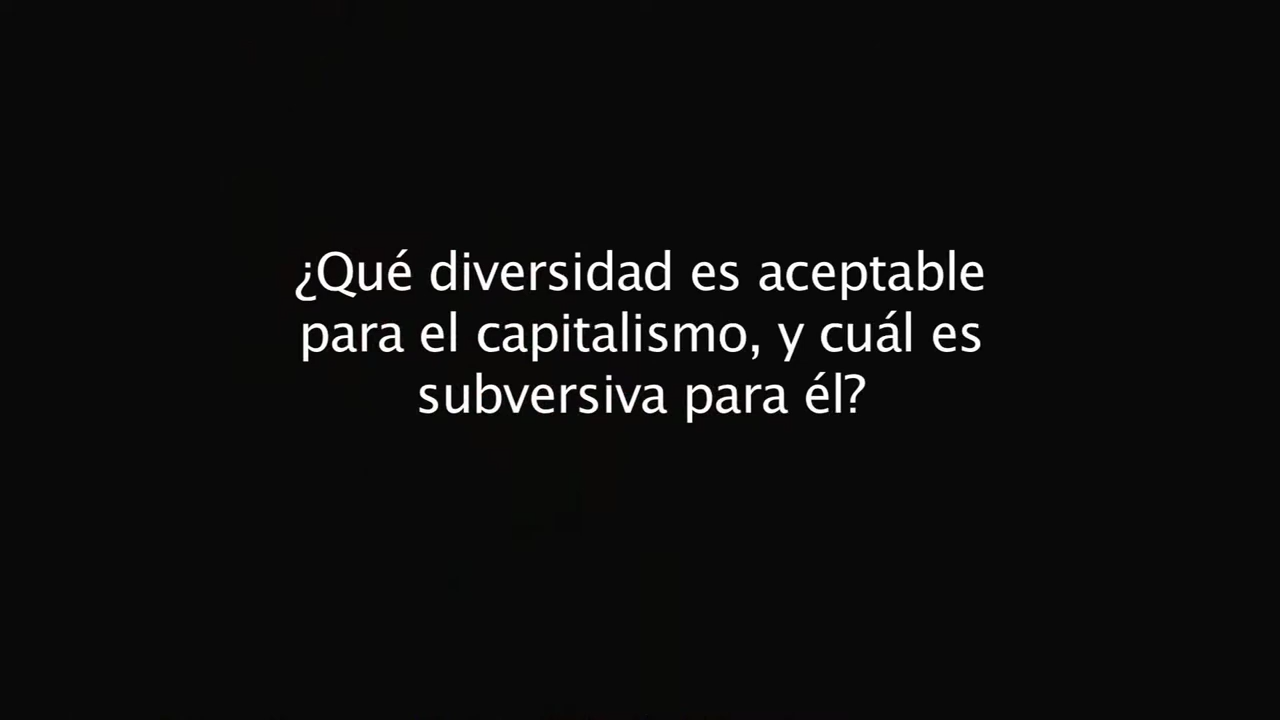 ¿Qué diversidad es aceptable
para el capitalismo, y cuál es
subversiva para él?